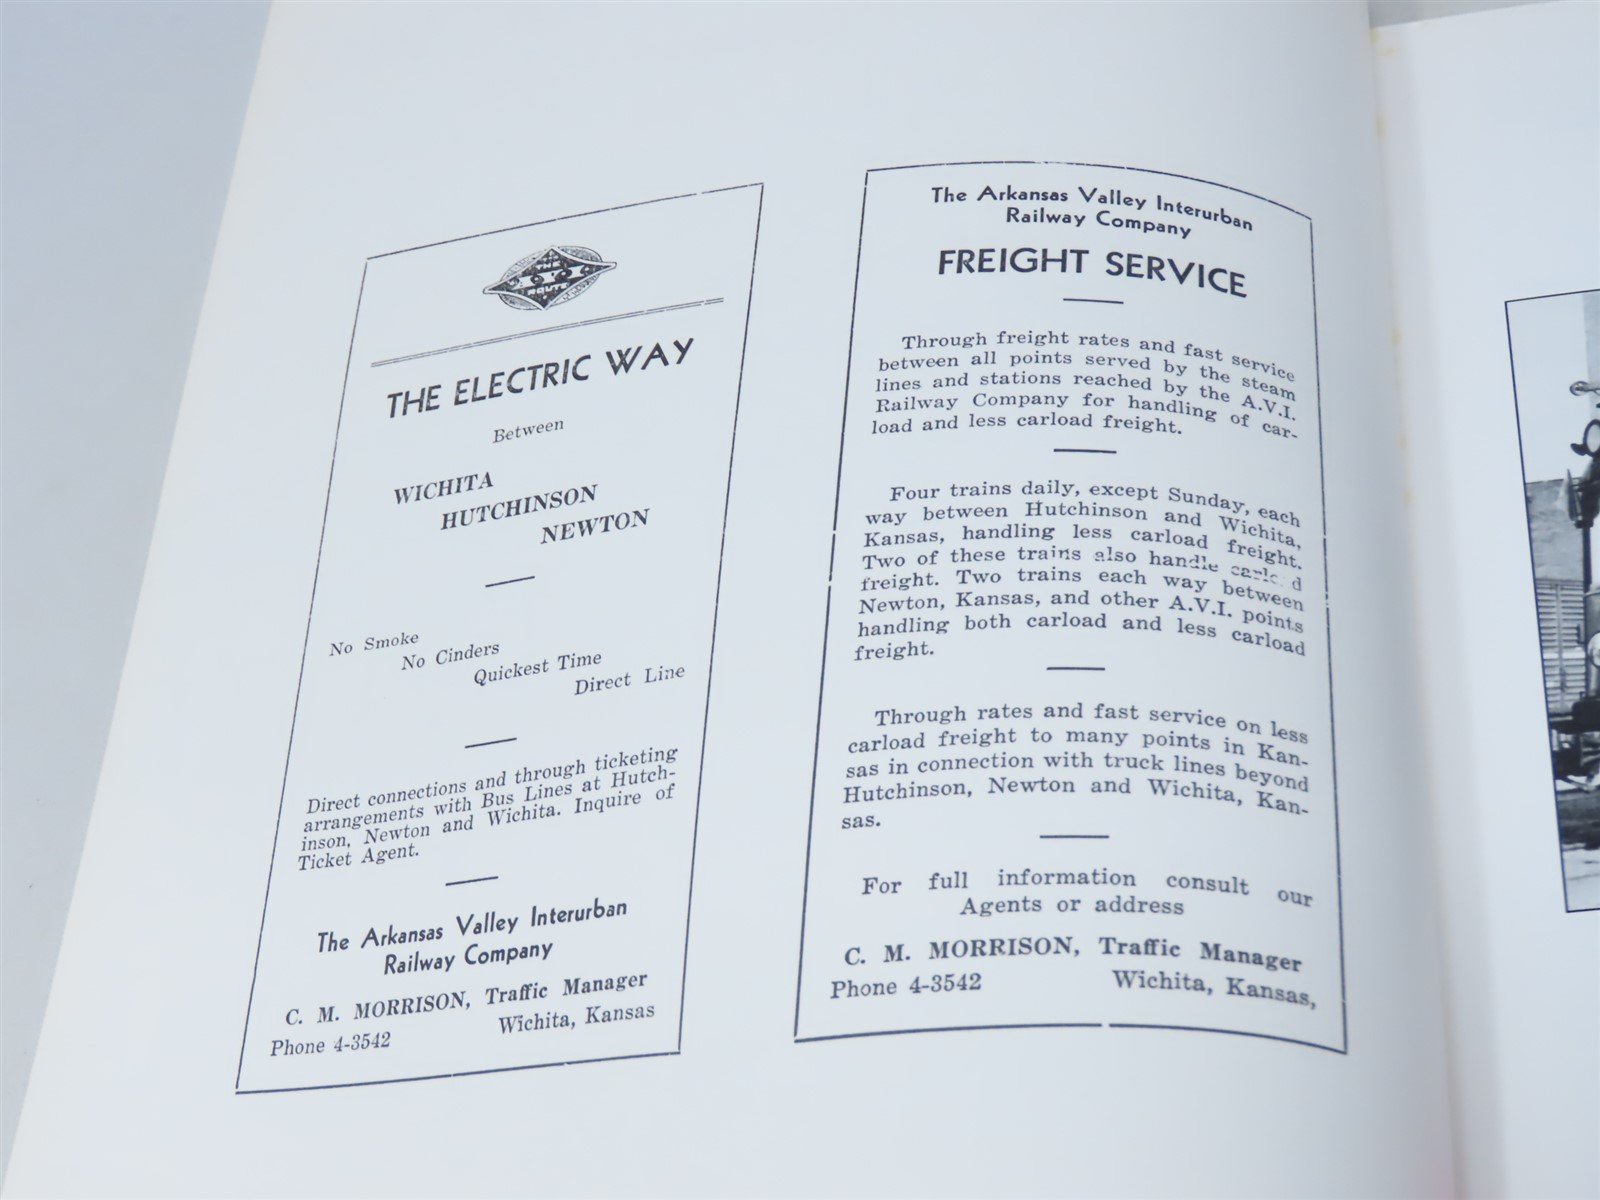 THE
ROUTE
THE ELECTRIC WAY
Between
WICHITA
HUTCHINSON
NEWTON
No Smoke
No Cinders
Quickest Time
Direct Line
Direct connections and through ticketing
arrangements with Bus Lines at Hutch-
inson, Newton and Wichita. Inquire of
Ticket Agent.
The Arkansas Valley Interurban
Railway Company
C. M. MORRISON, Traffic Manager
Phone 4-3542 Wichita, Kansas
The Arkansas Valley Interurban
Railway Company
FREIGHT SERVICE
Through freight rates and fast service
between all points served by the steam
lines and stations reached by the A.V.I.
Railway Company for handling of car-
load and less carload freight.
Four trains daily, except Sunday, each
way between Hutchinson and Wichita,
Kansas, handling less carload freight.
Two of these trains also handle carload
freight. Two trains each way between
Newton, Kansas, and other A.V.I. points
handling both carload and less carload
freight.
Through rates and fast service on less
carload freight to many points in Kan-
sas in connection with truck lines beyond
Hutchinson, Newton and Wichita, Kan-
sas.
For full information consult our
Agents or address
C. M. MORRISON, Traffic Manager
Phone 4-3542 Wichita, Kansas,